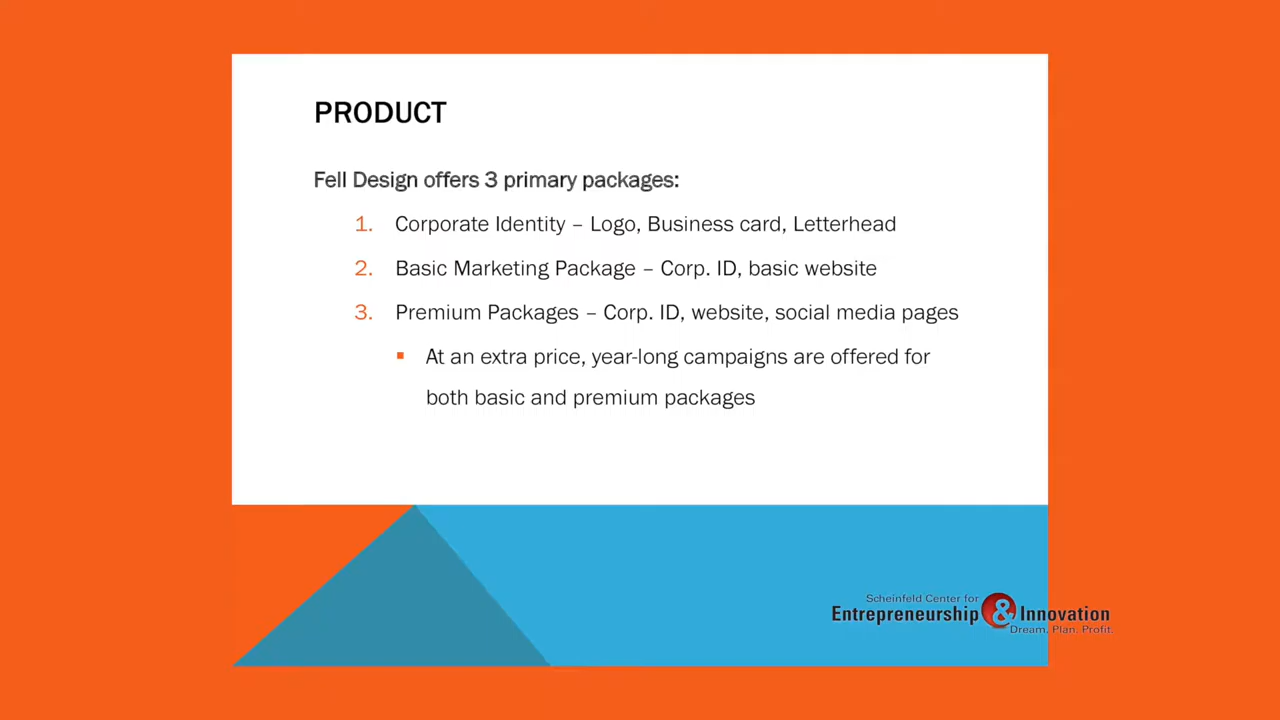 PRODUCT
Fell Design offers 3 primary packages:
1. Corporate Identity – Logo, Business card, Letterhead
2. Basic Marketing Package – Corp. ID, basic website
3. Premium Packages – Corp. ID, website, social media pages
▪ At an extra price, year-long campaigns are offered for
both basic and premium packages
Scheinfeld Center for
Entrepreneurship & Innovation
Dream. Plan. Profit.